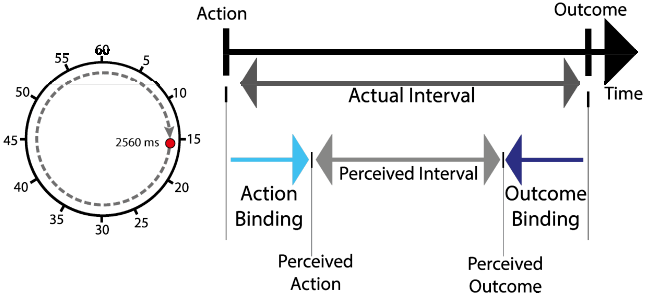 60
5
10
15
20
25
30
35
40
45
50
55
2560 ms
Action
Outcome
Actual Interval
Time
Action
Binding
Perceived Interval
Outcome
Binding
Perceived
Action
Perceived
Outcome